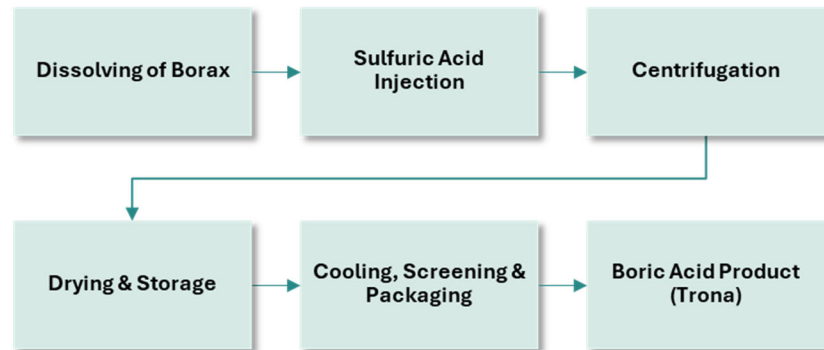 Dissolving of Borax
Sulfuric Acid
Injection
Centrifugation
Drying & Storage
Cooling, Screening &
Packaging
Boric Acid Product
(Trona)